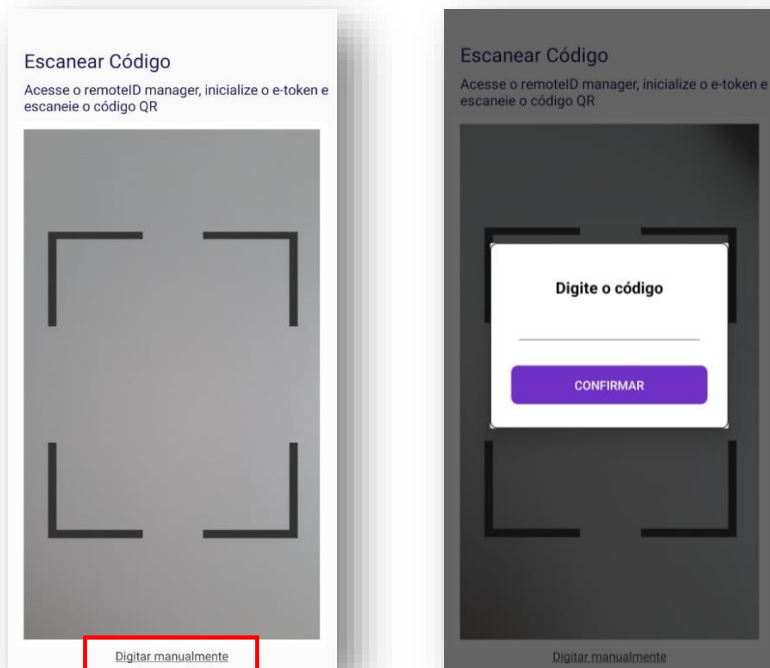 Escanear Código
Acesse o remoteID manager, inicialize o e-token e
escaneie o código QR
Digitar manualmente
Escanear Código
Acesse o remoteID manager, inicialize o e-token e
escaneie o código QR
Digite o código
CONFIRMAR
Digitar manualmente